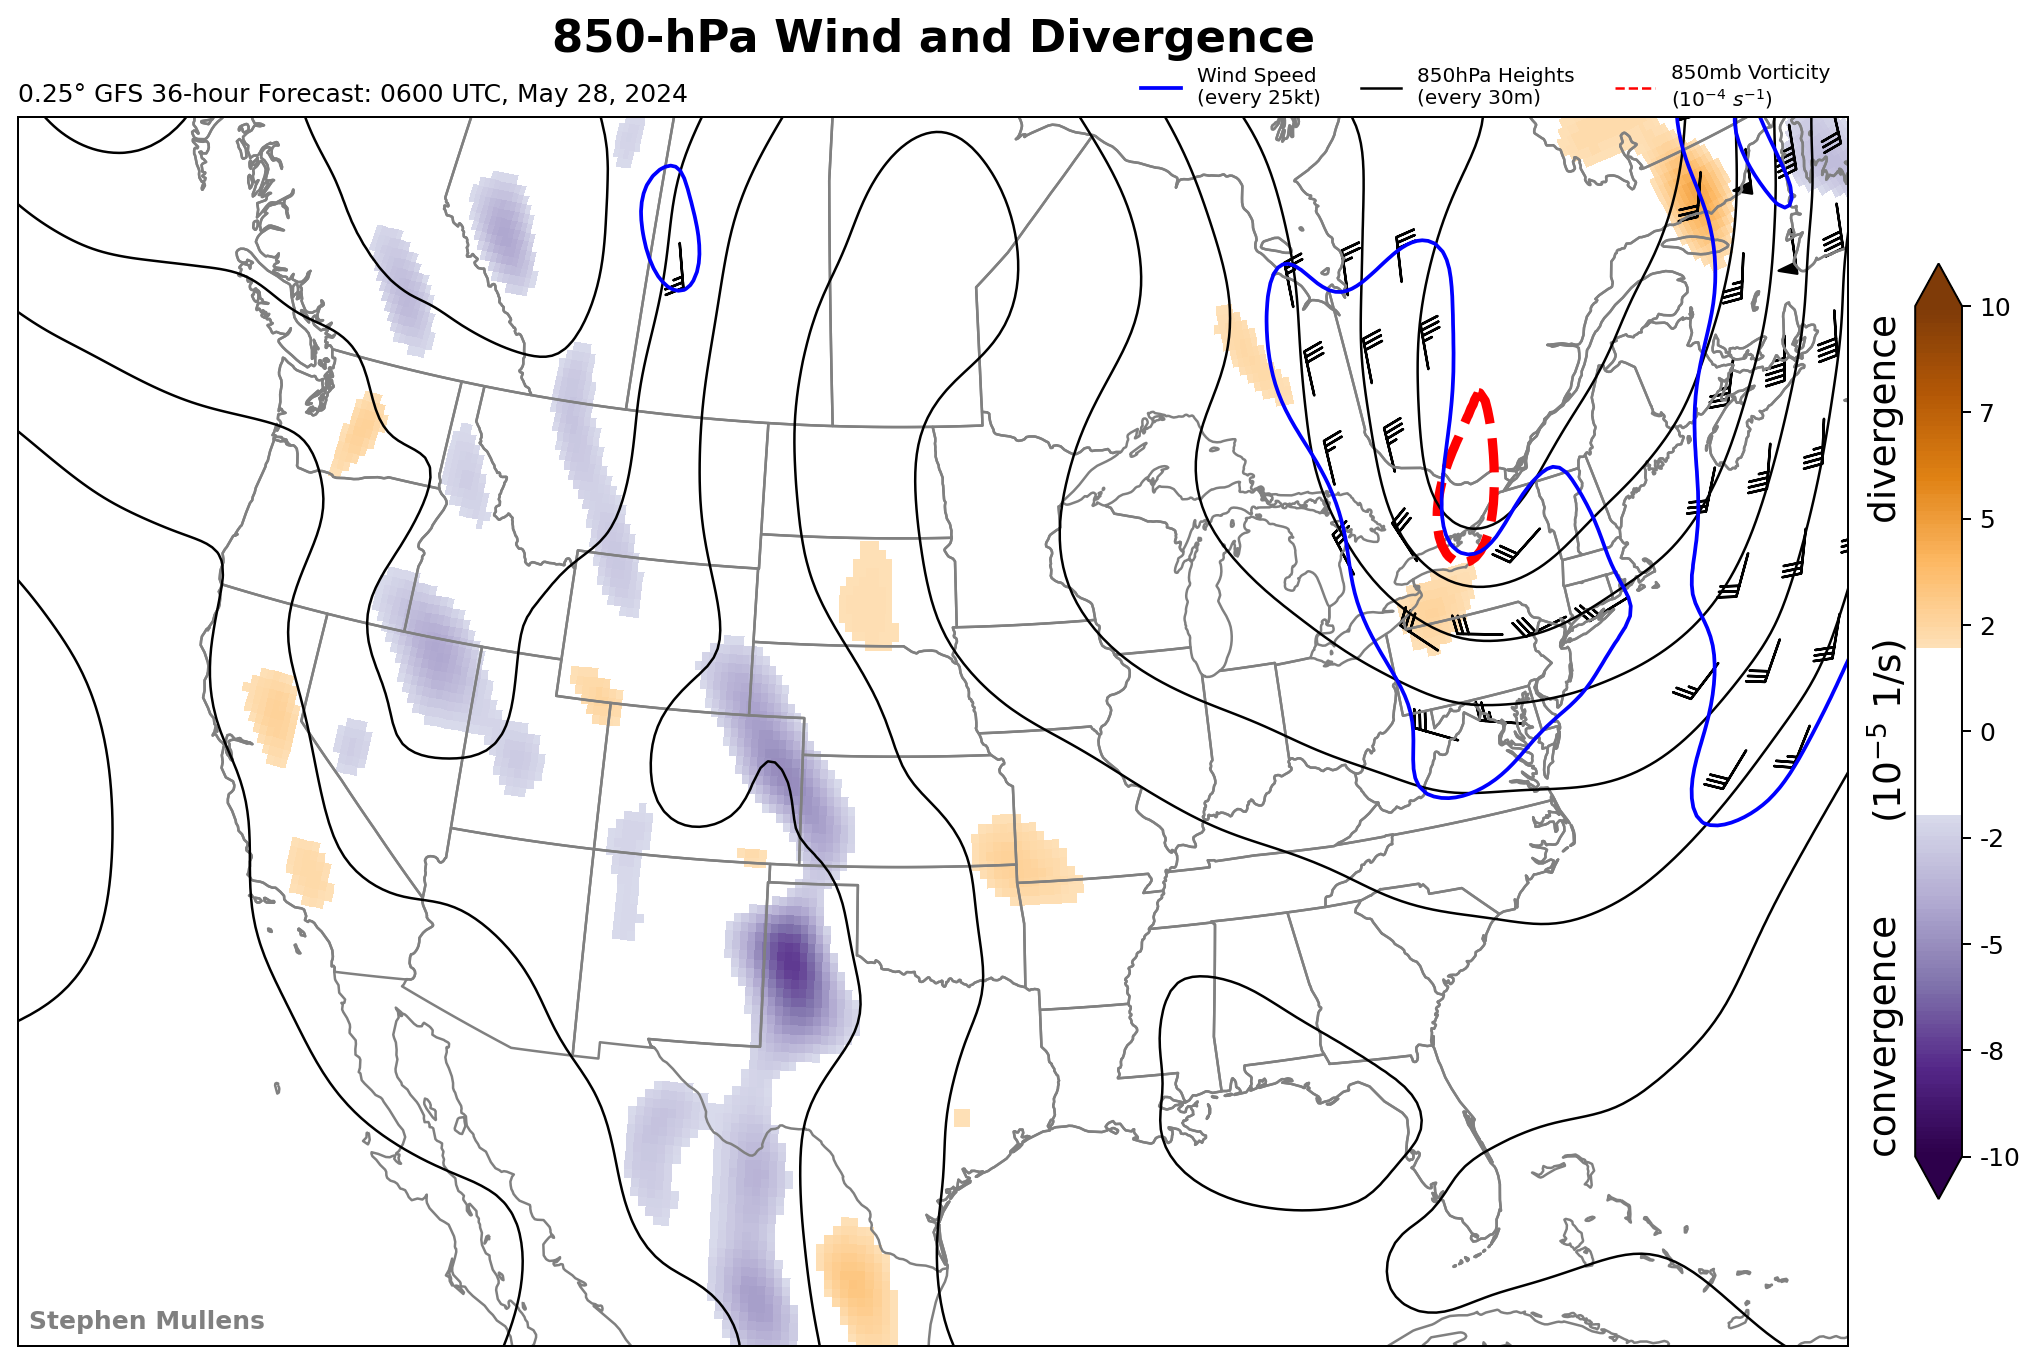 850-hPa Wind and Divergence
0.25° GFS 36-hour Forecast: 0600 UTC, May 28, 2024
Wind Speed
(every 25kt)
850hPa Heights
(every 30m)
850mb Vorticity
(10⁻⁴ s⁻¹)
10
7
5
2
0
-2
-5
-8
-10
convergence (10⁻⁵ 1/s) divergence
Stephen Mullens